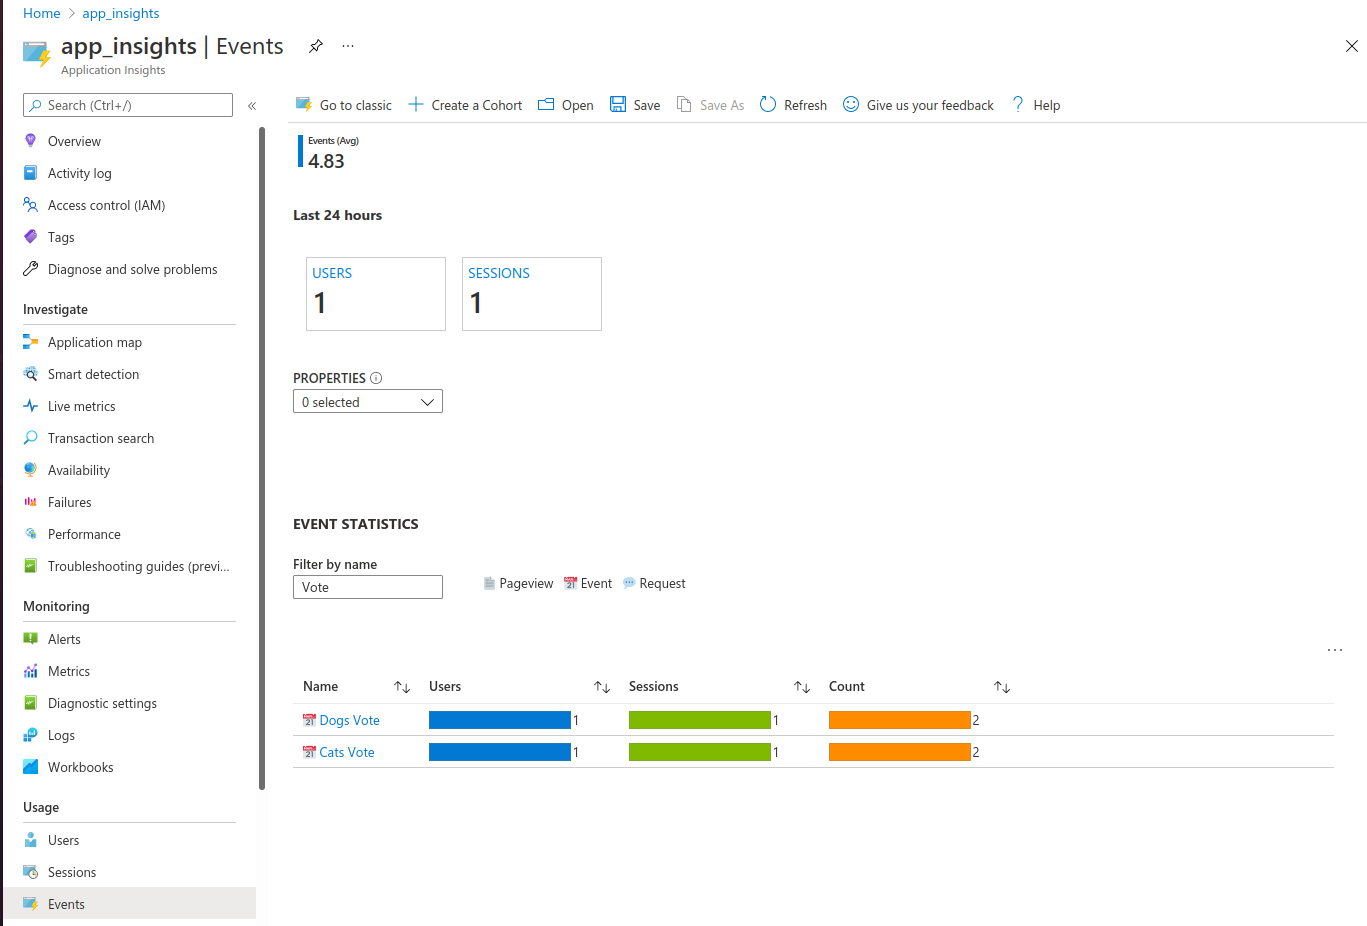 Home > app_insights
app_insights | Events
Application Insights
Search (Ctrl+/)
Overview
Activity log
Access control (IAM)
Tags
Diagnose and solve problems
Investigate
Application map
Smart detection
Live metrics
Transaction search
Availability
Failures
Performance
Troubleshooting guides (previ...
Monitoring
Alerts
Metrics
Diagnostic settings
Logs
Workbooks
Usage
Users
Sessions
Events
Go to classic Create a Cohort Open Save Save As Refresh Give us your feedback Help
Events (Avg)
4.83
Last 24 hours
USERS SESSIONS
1 1
PROPERTIES
0 selected
EVENT STATISTICS
Filter by name
Vote Pageview Event Request
Name Users Sessions Count
Dogs Vote 1 1 2
Cats Vote 1 1 2